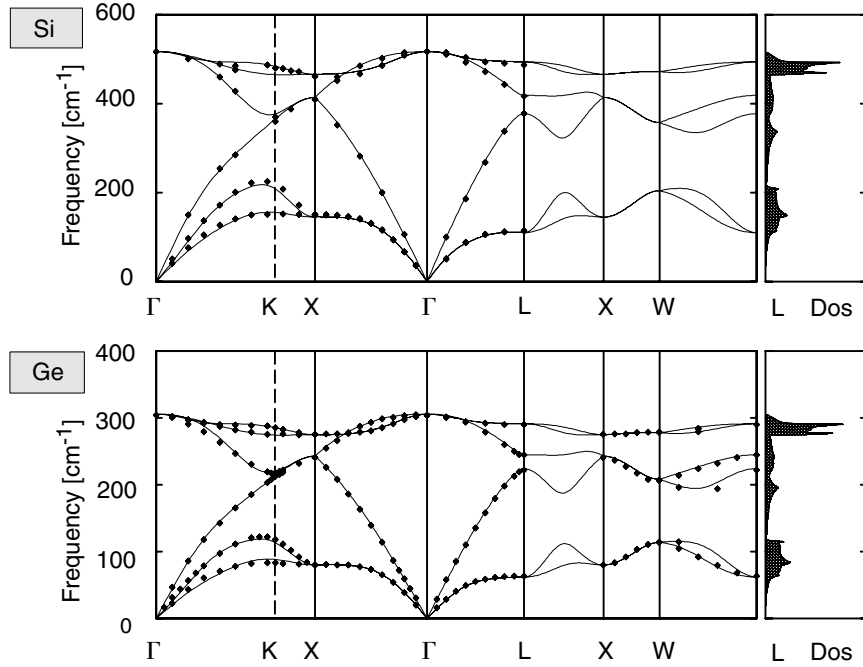 Si
600
400
200
0
Frequency [cm-1]
Γ K X Γ L X W L Dos
Ge
400
300
200
100
0
Frequency [cm-1]
Γ K X Γ L X W L Dos